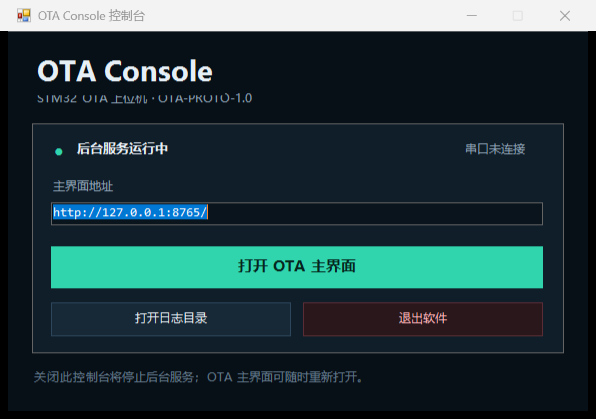 OTA Console 控制台
OTA Console
STM32 OTA 上位机 · OTA-PROTO-1.0
后台服务运行中
串口未连接
主界面地址
http://127.0.0.1:8765/
打开 OTA 主界面
打开日志目录
退出软件
关闭此控制台将停止后台服务；OTA 主界面可随时重新打开。